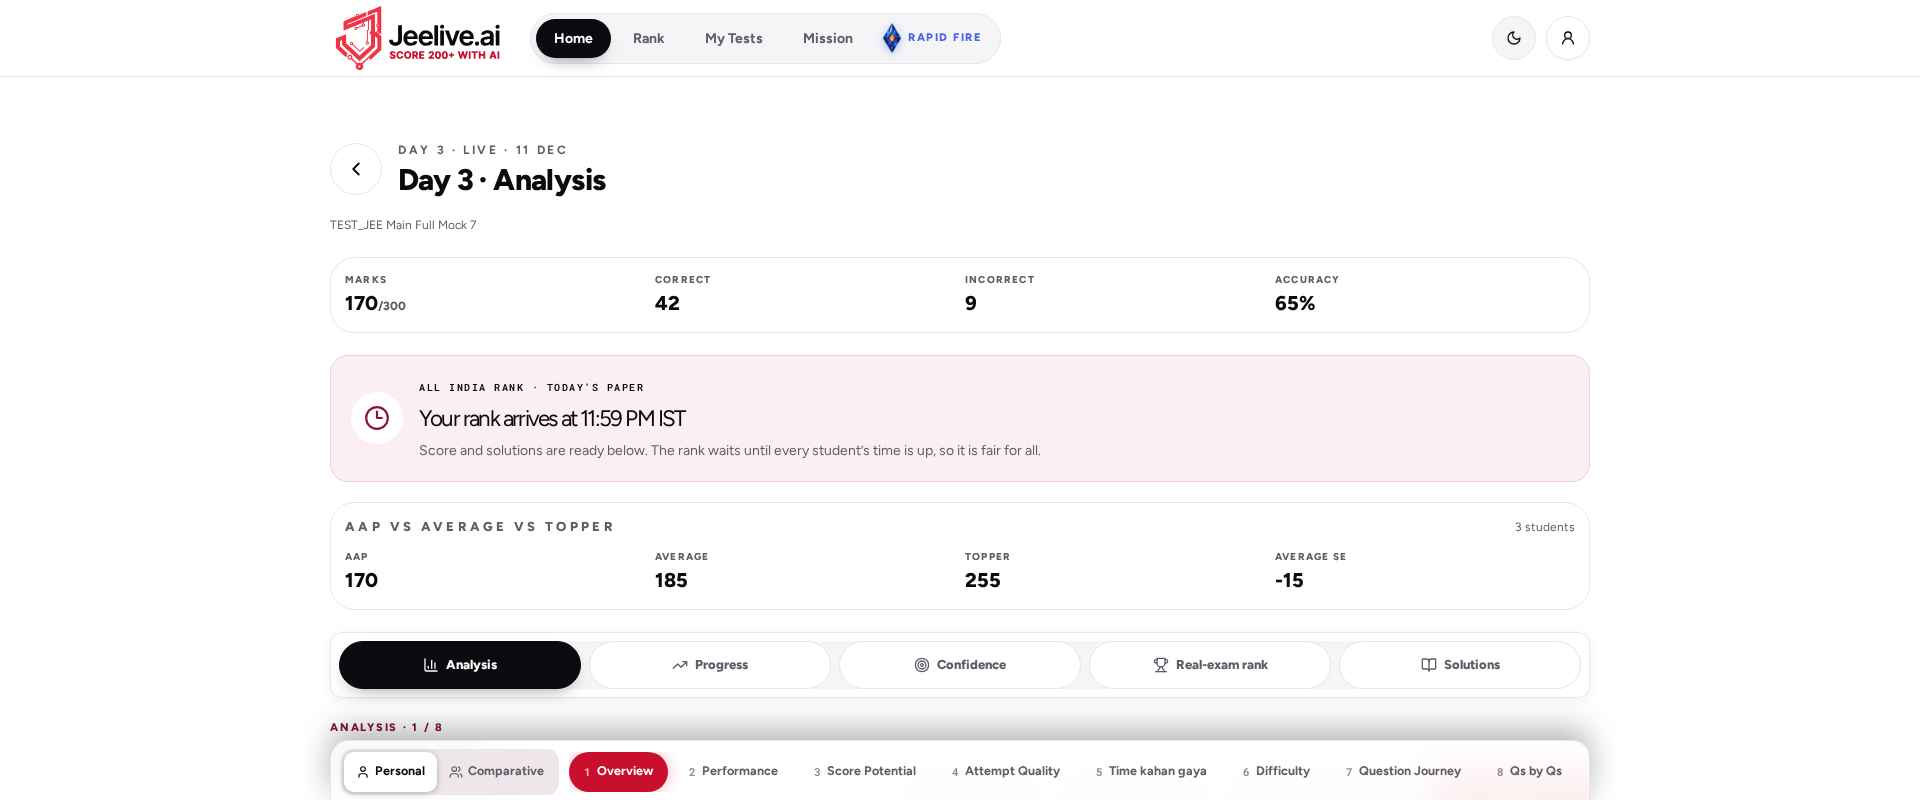 Jeelive.ai
SCORE 200+ WITH AI
Home
Rank
My Tests
Mission
RAPID FIRE
DAY 3 · LIVE · 11 DEC
Day 3 · Analysis
TEST_JEE Main Full Mock 7
MARKS
170/300
CORRECT
42
INCORRECT
9
ACCURACY
65%
ALL INDIA RANK · TODAY'S PAPER
Your rank arrives at 11:59 PM IST
Score and solutions are ready below. The rank waits until every student's time is up, so it is fair for all.
AAP VS AVERAGE VS TOPPER
3 students
AAP
170
AVERAGE
185
TOPPER
255
AVERAGE SE
-15
Analysis
Progress
Confidence
Real-exam rank
Solutions
ANALYSIS · 1 / 8
Personal
Comparative
1 Overview
2 Performance
3 Score Potential
4 Attempt Quality
5 Time kahan gaya
6 Difficulty
7 Question Journey
8 Qs by Qs